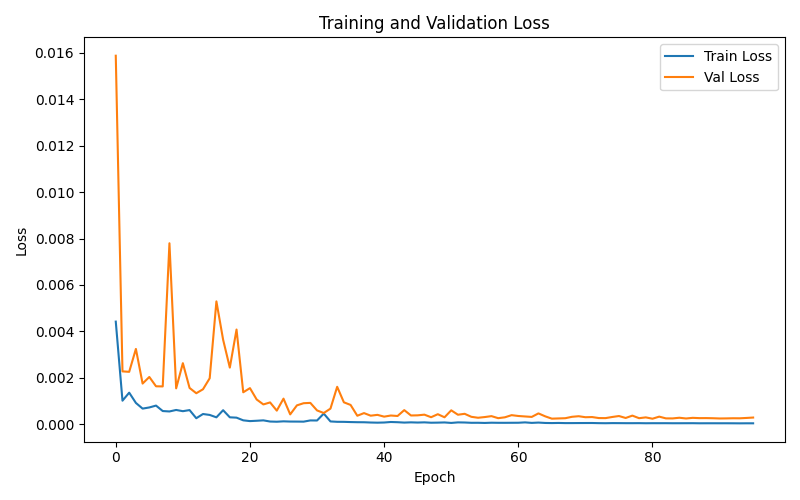 Training and Validation Loss
Train Loss
Val Loss
0.016
0.014
0.012
0.010
0.008
0.006
0.004
0.002
0.000
Loss
0 20 40 60 80
Epoch